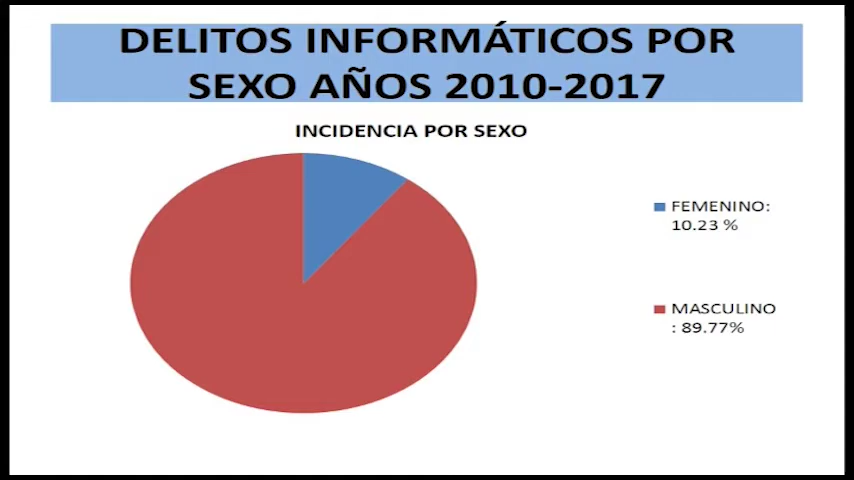 DELITOS INFORMÁTICOS POR
SEXO AÑOS 2010-2017
INCIDENCIA POR SEXO
FEMENINO:
10.23 %
MASCULINO
: 89.77%